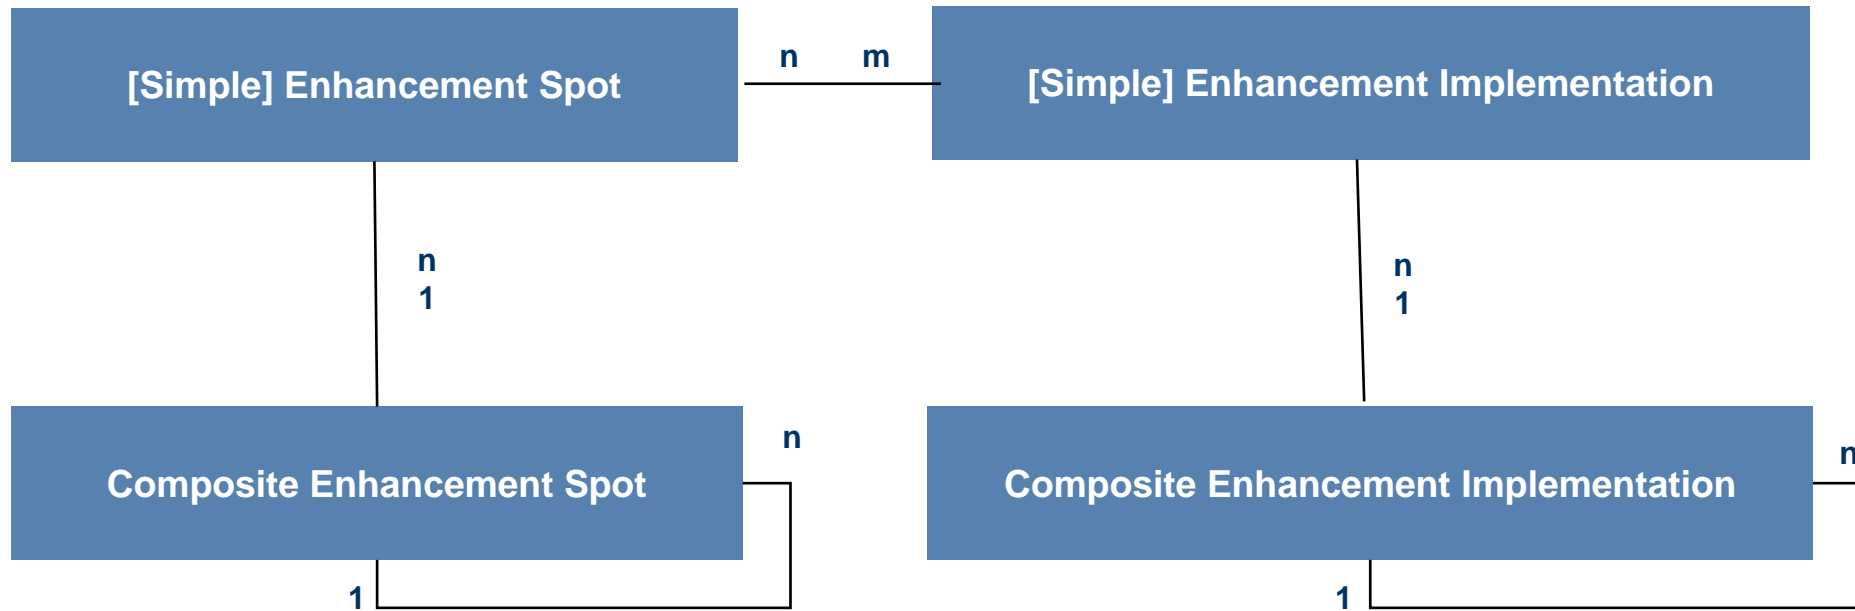 [Simple] Enhancement Spot
n m
[Simple] Enhancement Implementation
n
1
n
1
Composite Enhancement Spot
n
1
Composite Enhancement Implementation
n
1